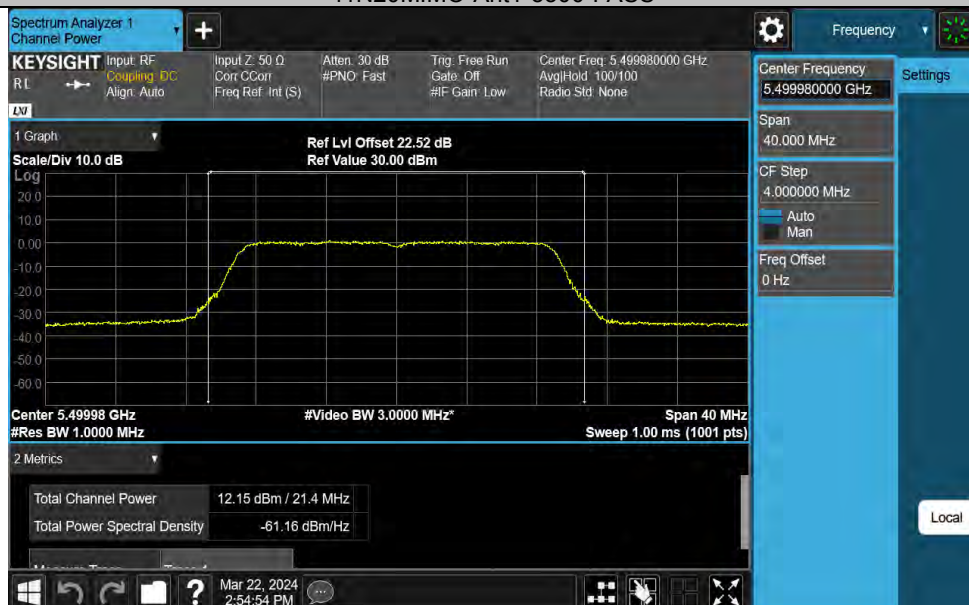 Spectrum Analyzer 1
Channel Power
Frequency
KEYSIGHT
RL
LXI
Input: RF
Coupling: DC
Align: Auto
Input Z: 50 Ω
Corr CCorr
Freq Ref: Int (S)
Atten: 30 dB
#PNO: Fast
Trig: Free Run
Gate: Off
#IF Gain: Low
Center Freq: 5.499980000 GHz
Avg|Hold: 100/100
Radio Std: None
Center Frequency
5.499980000 GHz
Settings
Span
40.000 MHz
CF Step
4.000000 MHz
Auto
Man
Freq Offset
0 Hz
1 Graph
Ref Lvl Offset 22.52 dB
Scale/Div 10.0 dB
Ref Value 30.00 dBm
Log
20.0
10.0
0.00
-10.0
-20.0
-30.0
-40.0
-50.0
-60.0
Center 5.49998 GHz
#Video BW 3.0000 MHz*
Span 40 MHz
#Res BW 1.0000 MHz
Sweep 1.00 ms (1001 pts)
2 Metrics
Total Channel Power 12.15 dBm / 21.4 MHz
Total Power Spectral Density -61.16 dBm/Hz
Local
?
Mar 22, 2024
2:54:54 PM